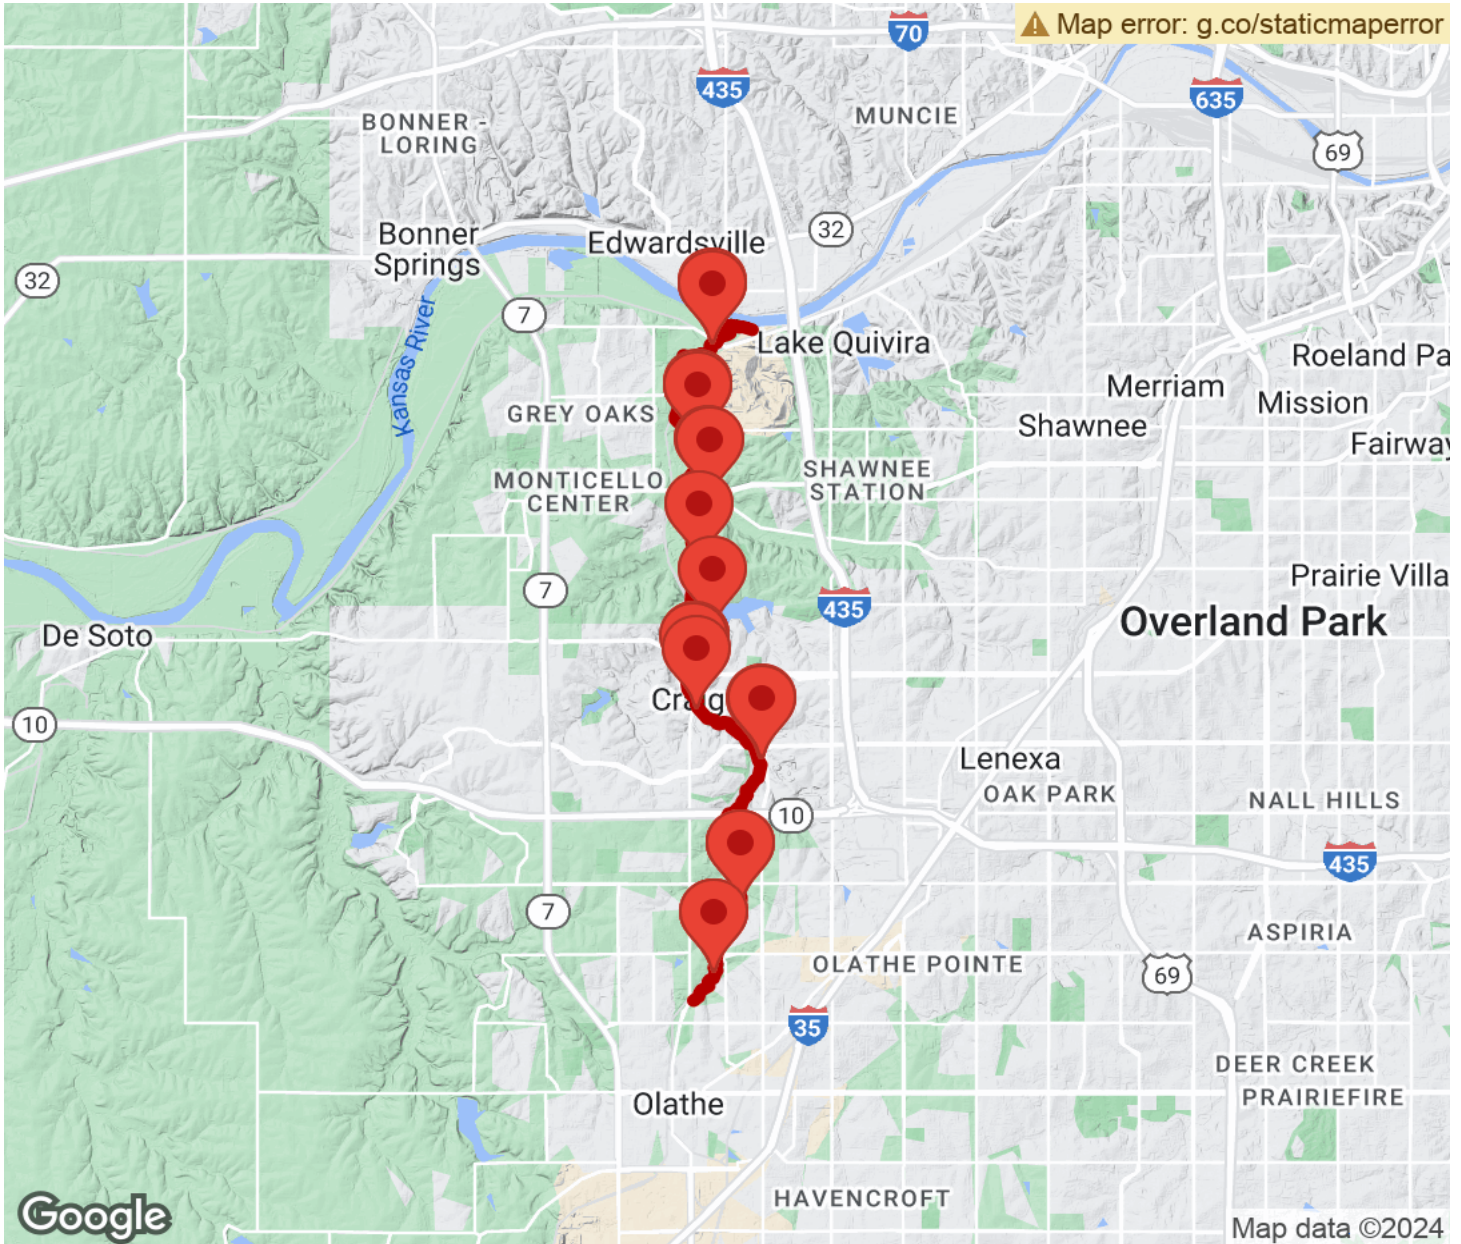 Map error: g.co/staticmaperror
70
435
635
MUNCIE
BONNER -
LORING
69
32
Bonner
Springs
Edwardsville
32
7
Kansas River
Lake Quivira
Roeland Pa
Merriam
Mission
GREY OAKS
Shawnee
Fairway
MONTICELLO
CENTER
SHAWNEE
STATION
7
435
Prairie Villa
Overland Park
De Soto
Craig
10
Lenexa
OAK PARK
NALL HILLS
10
435
7
ASPIRIA
OLATHE POINTE
69
35
DEER CREEK
PRAIRIEFIRE
Olathe
HAVENCROFT
Google
Map data ©2024